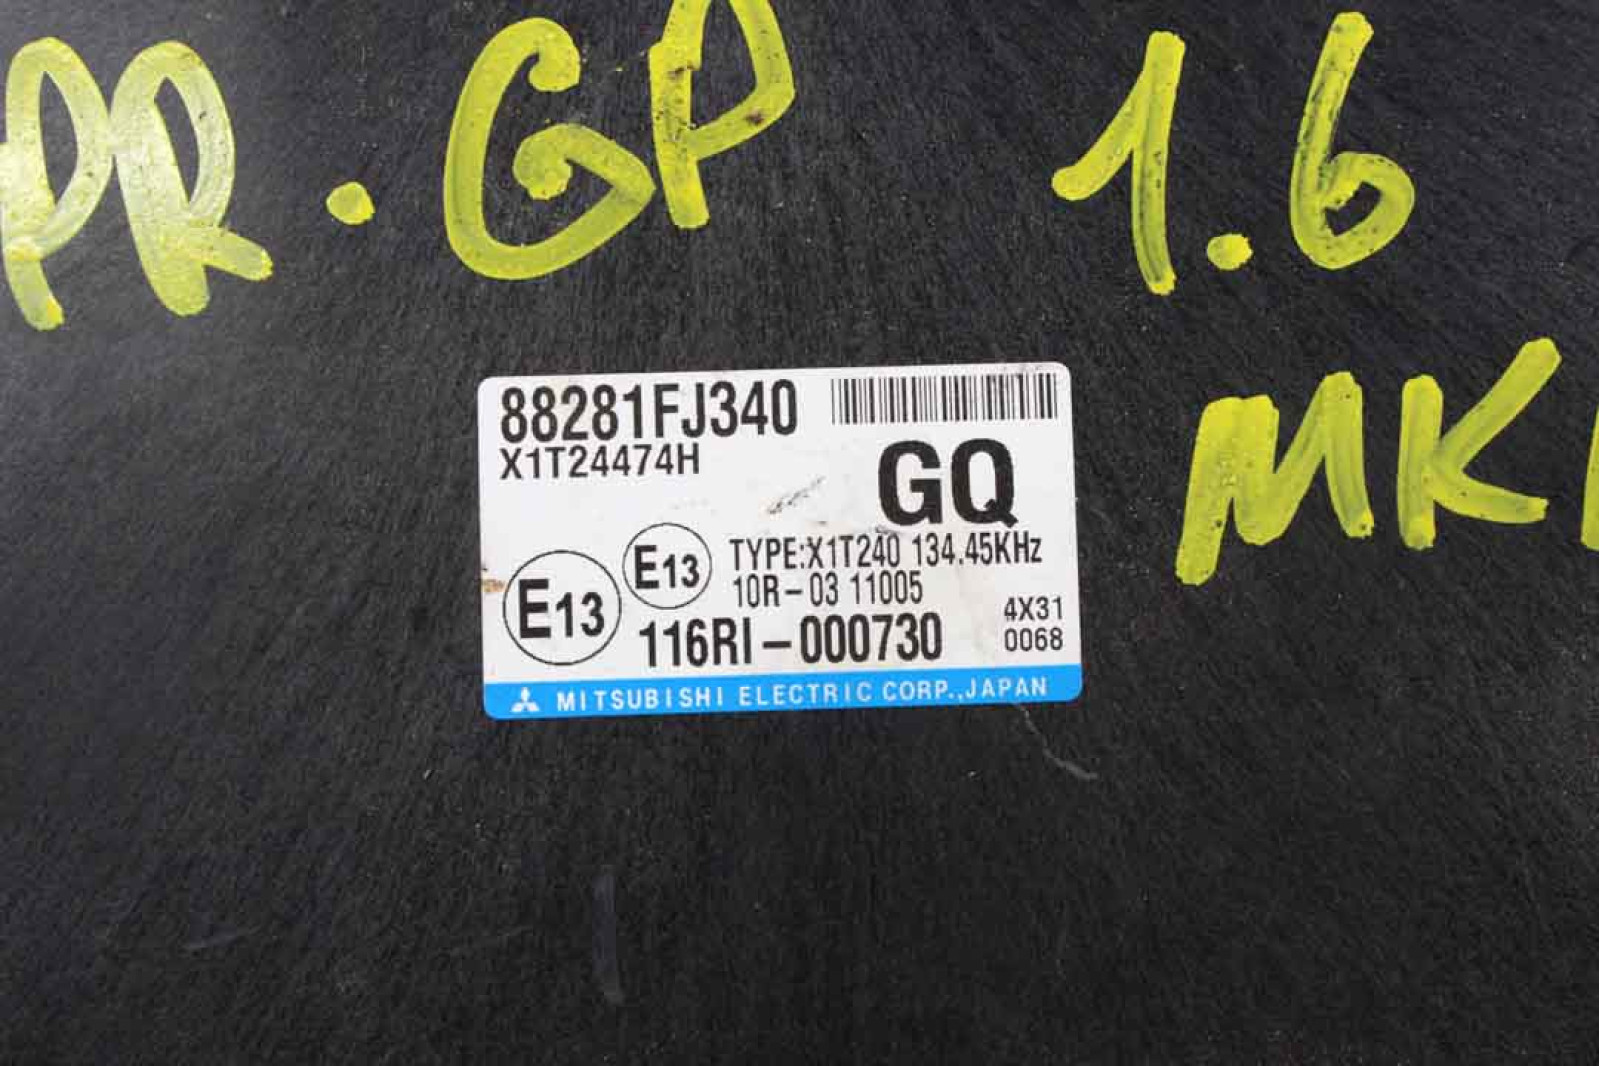 PR.GP 1.6
MK
88281FJ340
X1T24474H
GQ
E13
E13
TYPE:X1T240 134.45KHz
10R-03 11005
116RI-000730
4X31
0068
MITSUBISHI ELECTRIC CORP.,JAPAN